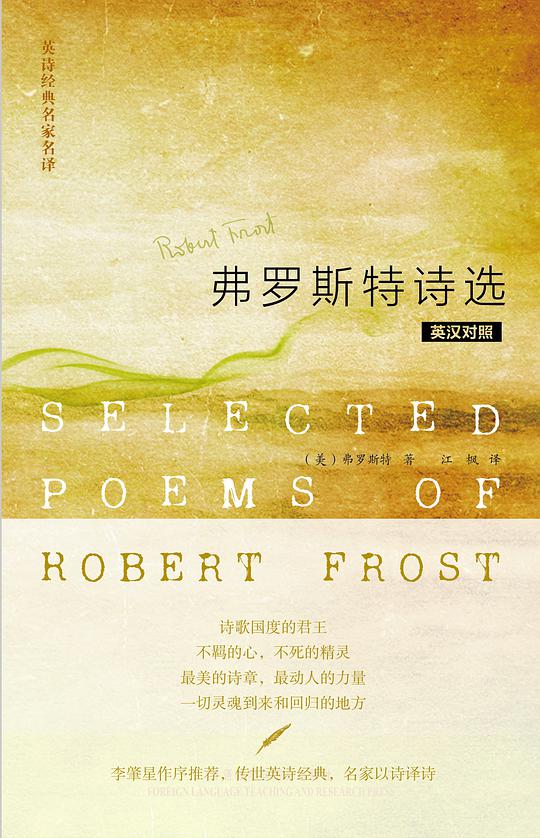 英诗经典名家名译
Robert Frost
弗罗斯特诗选
英汉对照
SELECTED
（美）弗罗斯特 著 江枫 译
POEMS OF
ROBERT FROST
诗歌国度的君王
不羁的心，不死的精灵
最美的诗章，最动人的力量
一切灵魂到来和回归的地方
李肇星作序推荐，传世英诗经典，名家以诗译诗
FOREIGN LANGUAGE TEACHING AND RESEARCH PRESS